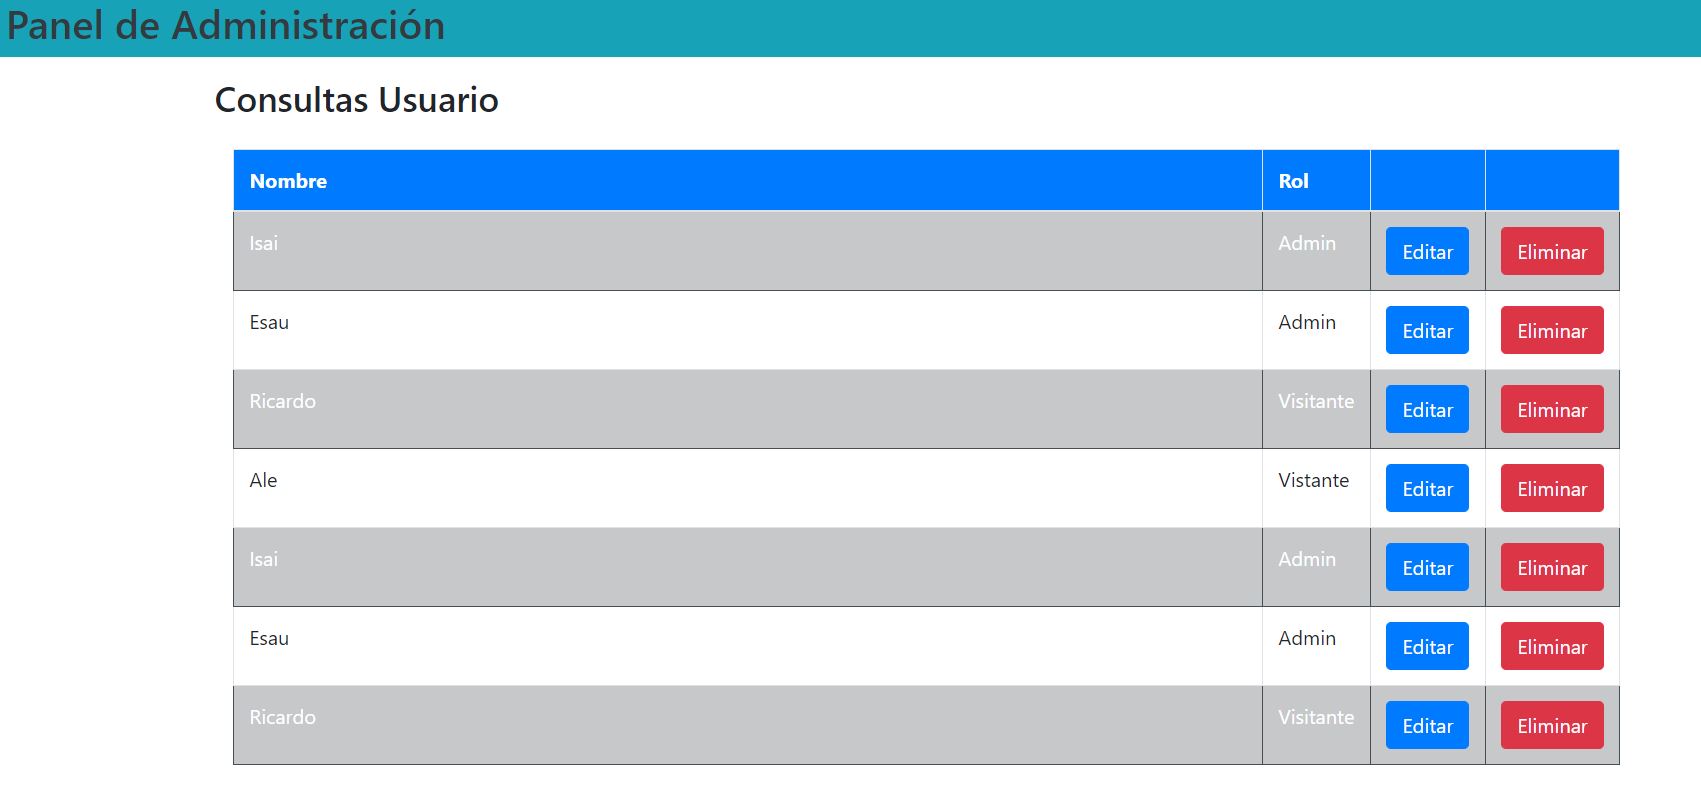 Panel de Administración
Consultas Usuario
Nombre Rol
Isai Admin Editar Eliminar
Esau Admin Editar Eliminar
Ricardo Visitante Editar Eliminar
Ale Vistante Editar Eliminar
Isai Admin Editar Eliminar
Esau Admin Editar Eliminar
Ricardo Visitante Editar Eliminar